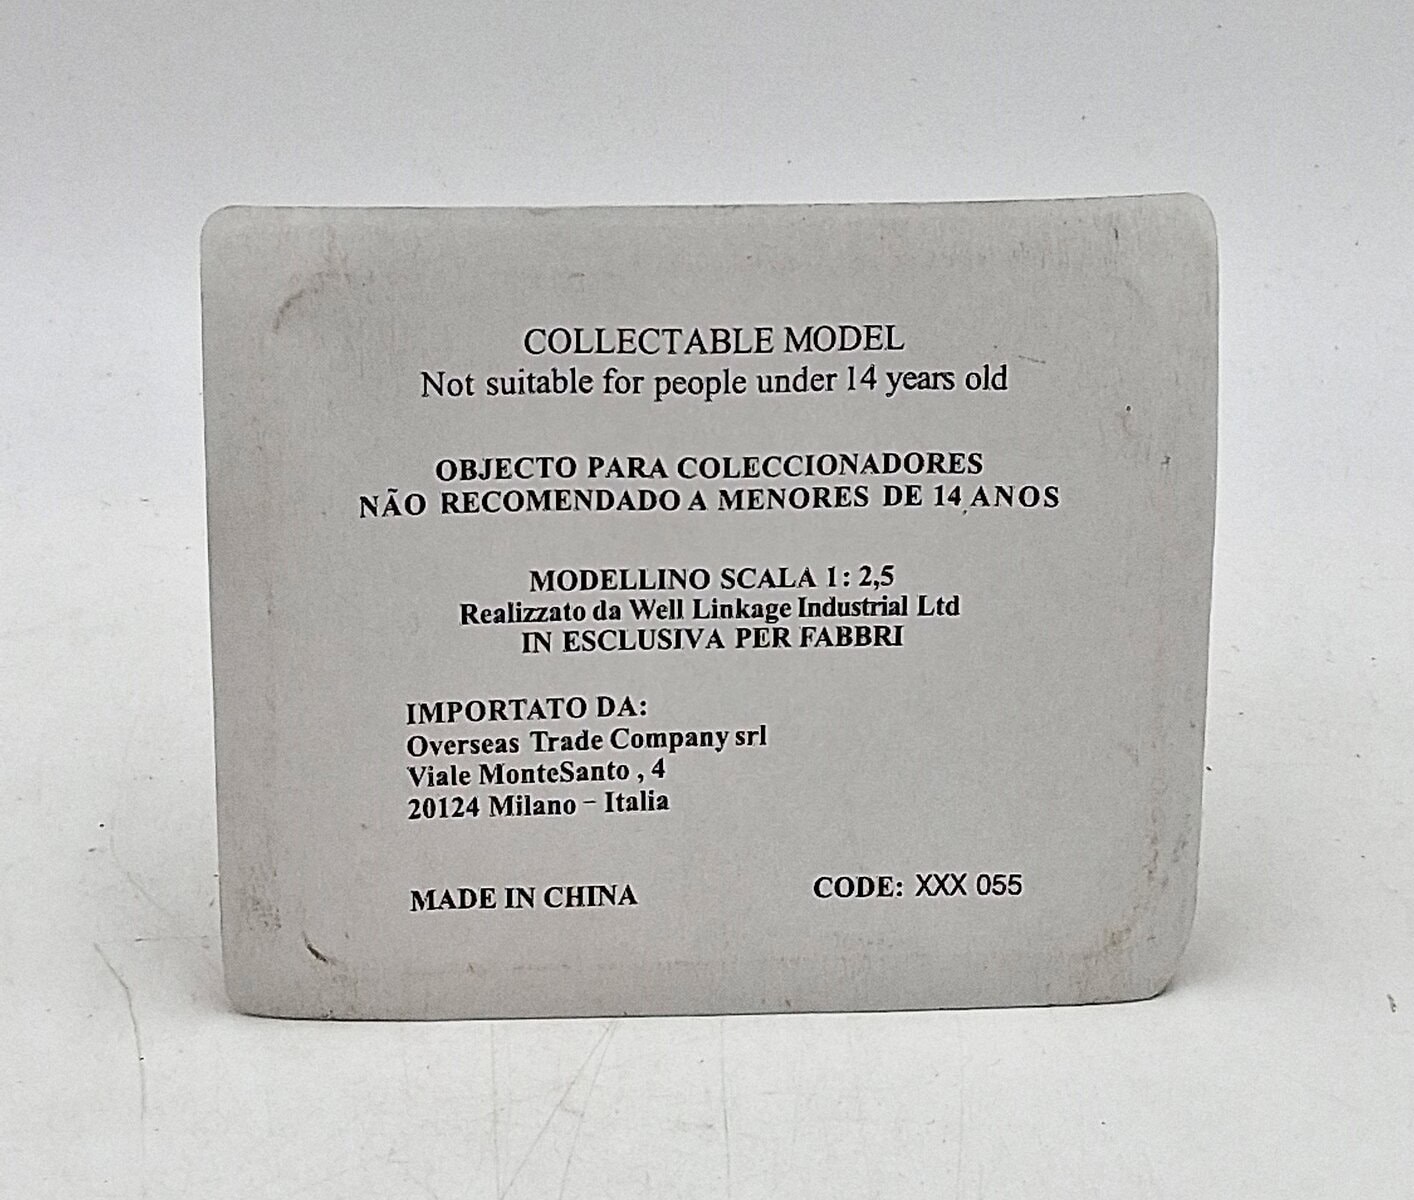 COLLECTABLE MODEL
Not suitable for people under 14 years old
OBJECTO PARA COLECCIONADORES
NÃO RECOMENDADO A MENORES DE 14 ANOS
MODELLINO SCALA 1: 2,5
Realizzato da Well Linkage Industrial Ltd
IN ESCLUSIVA PER FABBRI
IMPORTATO DA:
Overseas Trade Company srl
Viale MonteSanto , 4
20124 Milano - Italia
MADE IN CHINA
CODE: XXX 055